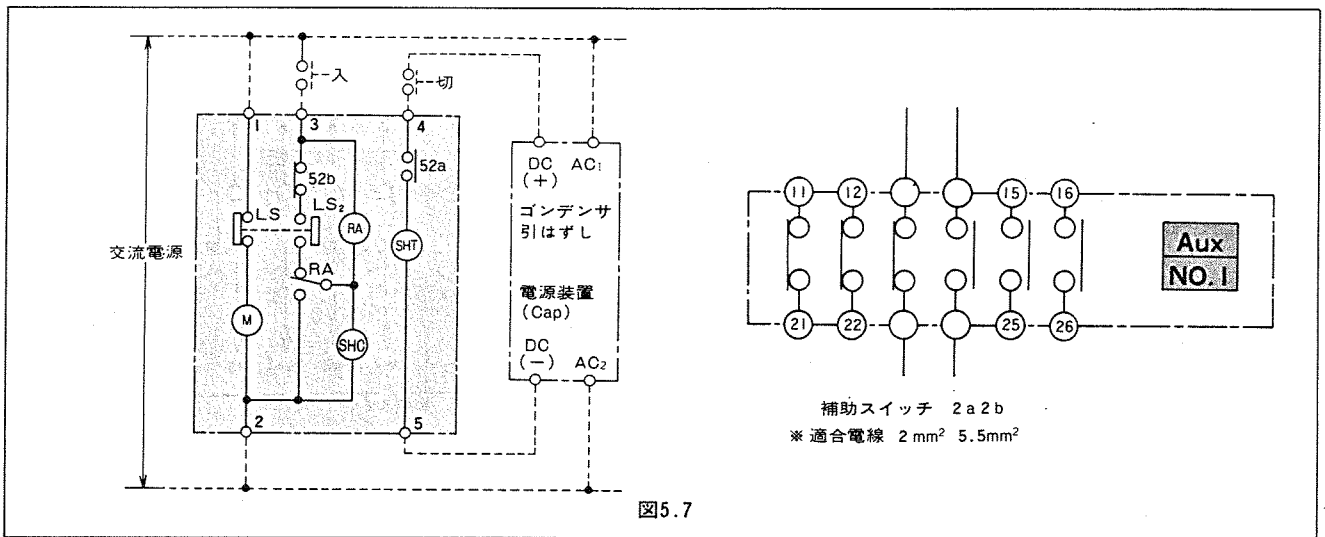 交流電源
入
切
1
3
4
52b
52a
LS
LS₂
RA
RA
SHT
M
SHC
2
5
DC
(+)
AC₁
ゴンデンサ
引はずし
電源装置
(Cap)
DC
(−)
AC₂
11
12
15
16
21
22
25
26
Aux
NO. 1
補助スイッチ 2a2b
※適合電線 2mm² 5.5mm²
図5.7